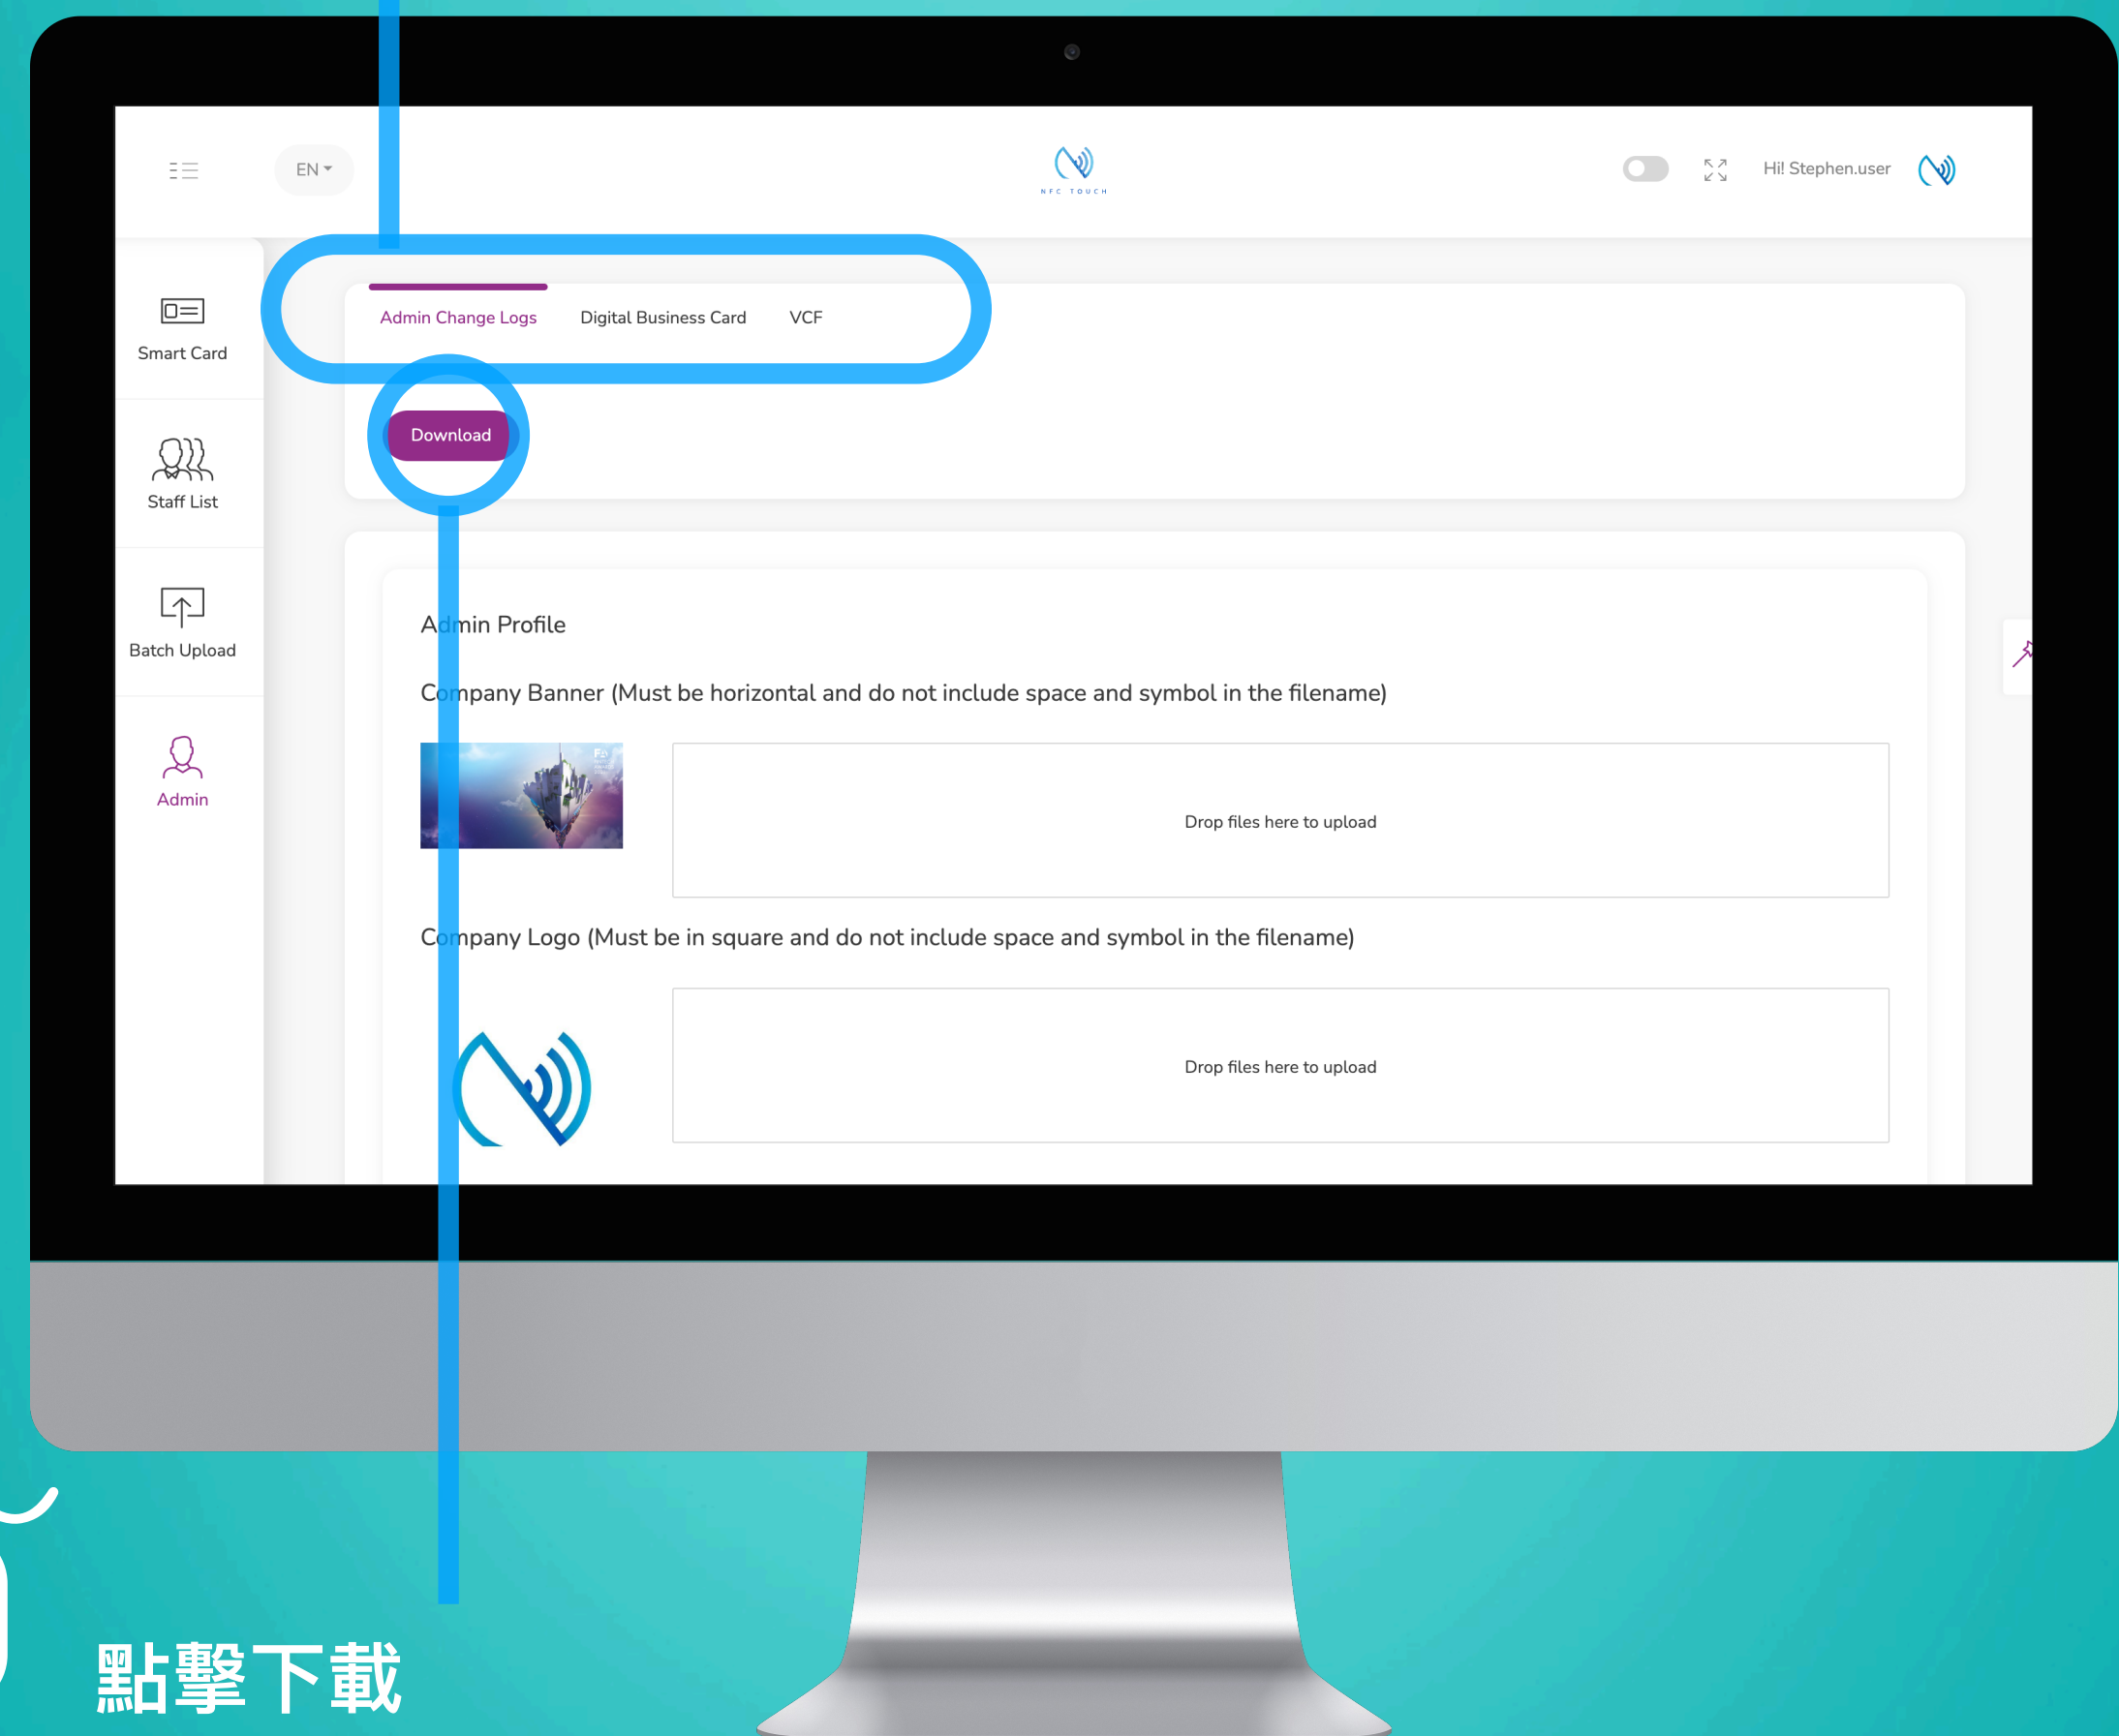 EN
NFC TOUCH
Hi! Stephen.user
Admin Change Logs Digital Business Card VCF
Download
Smart Card
Staff List
Batch Upload
Admin
Admin Profile
Company Banner (Must be horizontal and do not include space and symbol in the filename)
Drop files here to upload
Company Logo (Must be in square and do not include space and symbol in the filename)
Drop files here to upload
點擊下載